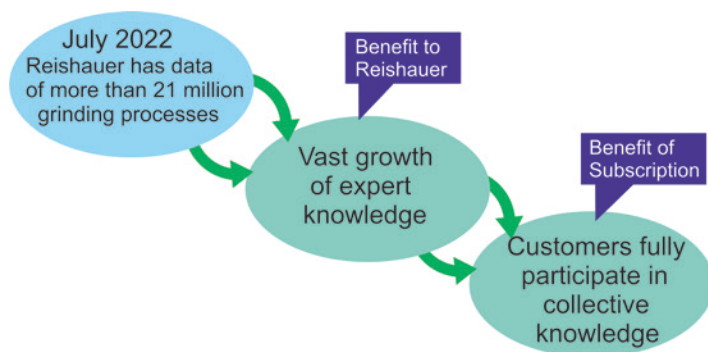 July 2022
Reishauer has data
of more than 21 million
grinding processes
Benefit to
Reishauer
Vast growth
of expert
knowledge
Benefit of
Subscription
Customers fully
participate in
collective
knowledge